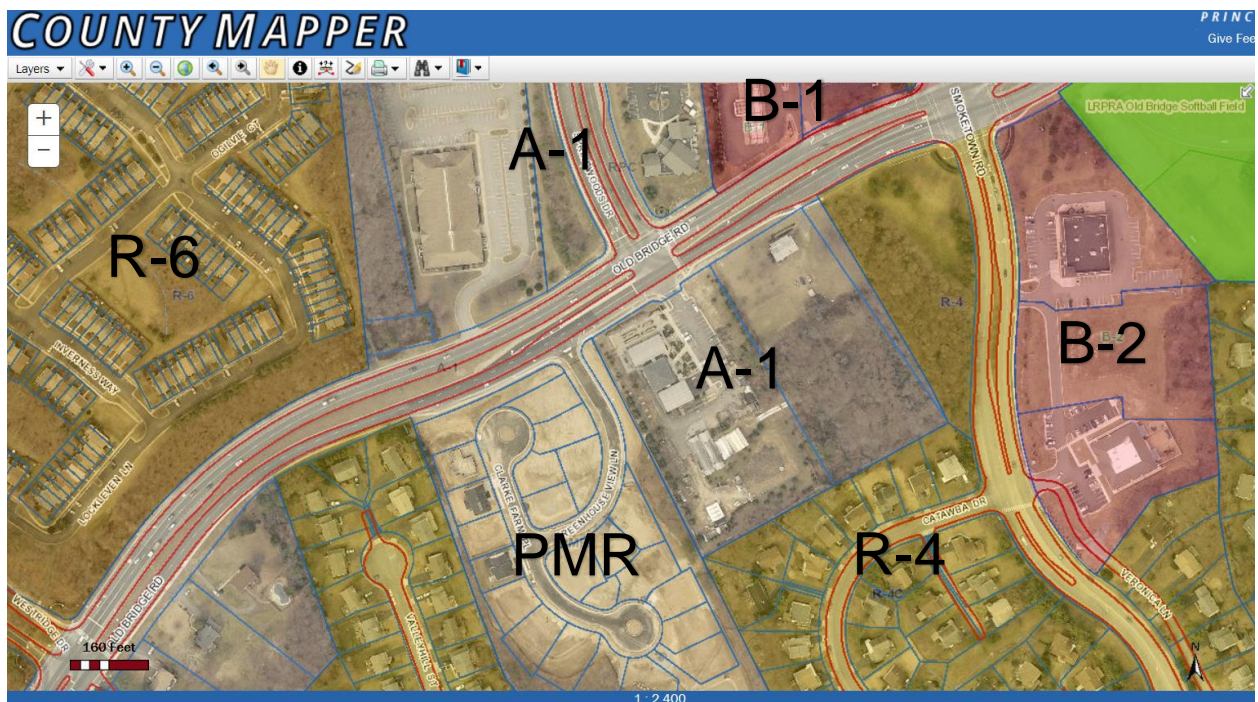 COUNTY MAPPER
PRINC
Give Fee
Layers
B-1
SMOKETOWN RD
LRPRA Old Bridge Softball Field
OGILVIE CT
A-1
R-6
R-6
OLD BRIDGE RD
R-4
B-2
B-2
INVERNESS WAY
A-1
A-1
LOCKLEVEN LN
CLARKE FARM
GREENHOUSE VIEW LN
CATAWBA DR
PMR
R-4
R-4C
VERONICA LN
WESTRIDGE DR
OLD BRIDGE RD
VALLEYHILL ST
160 Feet
N
1 : 2,400